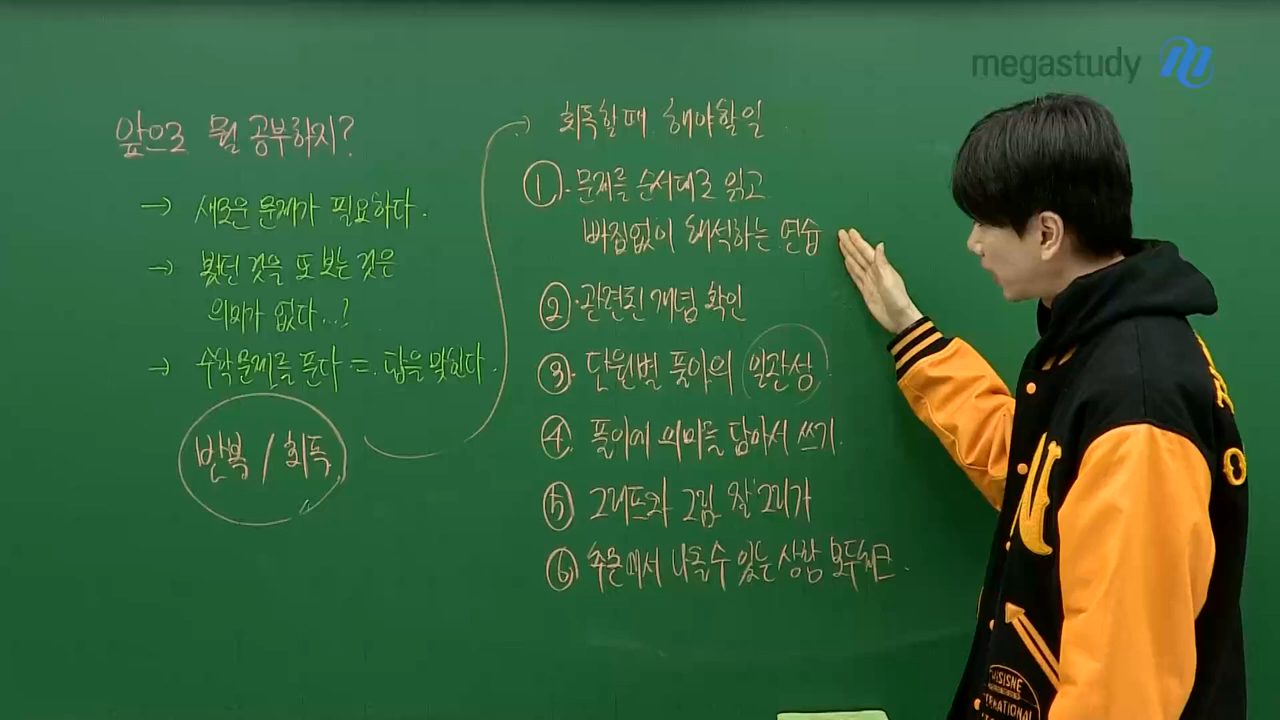 megastudy
앞으로 뭘 공부하지?
→ 새로운 문제가 필요하다.
→ 봤던 것을 또 보는 것은
의미가 없다...?
→ 수학문제를 푼다 = 답을 맞힌다.
반복 / 회독
회독할 때 해야할 일
① 문제를 순서대로 읽고
빠짐없이 해석하는 연습
② 관련된 개념 확인
③ 단원별 풀이의 일관성
④ 풀이에 의미를 담아서 쓰기.
⑤ 그래프와 그림 잘 그리기
⑥ 추론에서 나올 수 있는 상황 모두 체크.
N
O
INTERNATIONAL